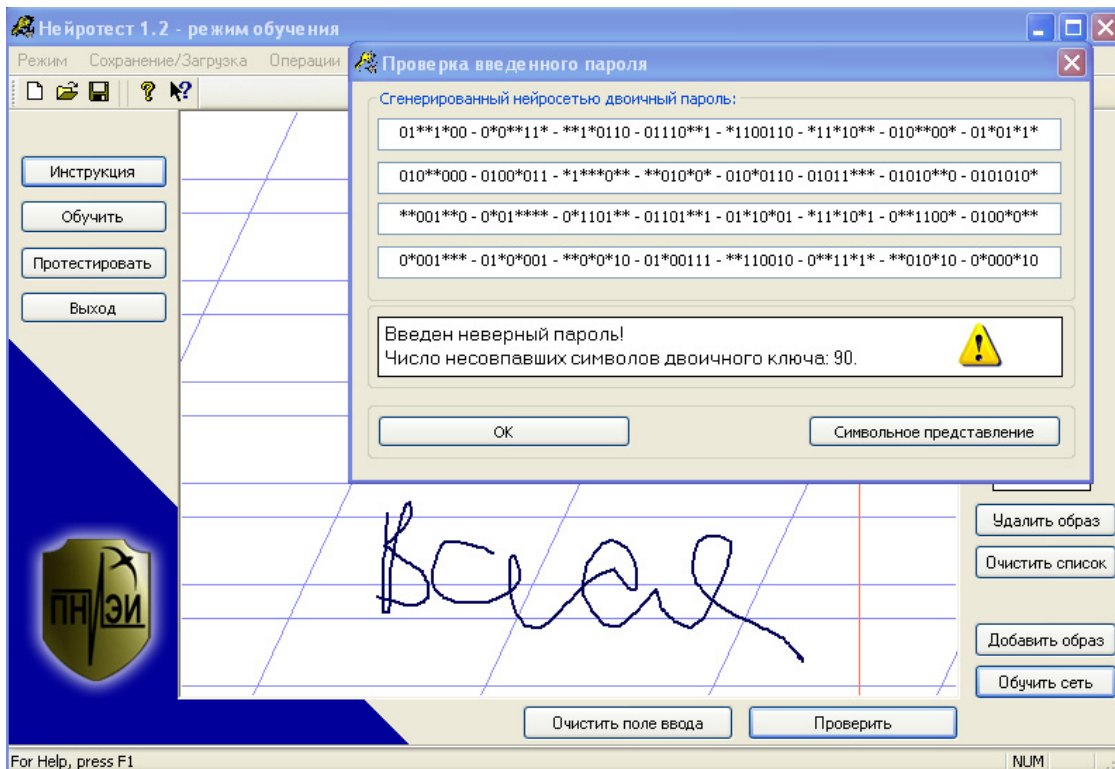 Нейротест 1.2 - режим обучения
Режим Сохранение/Загрузка Операции
Проверка введенного пароля
Сгенерированный нейросетью двоичный пароль:
01**1*00 - 0*0**11* - **1*0110 - 01110**1 - *1100110 - *11*10** - 010**00* - 01*01*1*
010**000 - 0100*011 - *1***0** - **010*0* - 010*0110 - 01011*** - 01010**0 - 0101010*
**001**0 - 0*01**** - 0*1101** - 01101**1 - 01*10*01 - *11*10*1 - 0**1100* - 0100*0**
0*001*** - 01*0*001 - **0*0*10 - 01*00111 - **110010 - 0**11*1* - **010*10 - 0*000*10
Введен неверный пароль!
Число несовпавших символов двоичного ключа: 90.
OK
Символьное представление
Инструкция
Обучить
Протестировать
Выход
Удалить образ
Очистить список
Добавить образ
Обучить сеть
Очистить поле ввода
Проверить
ПНИЭИ
For Help, press F1
NUM